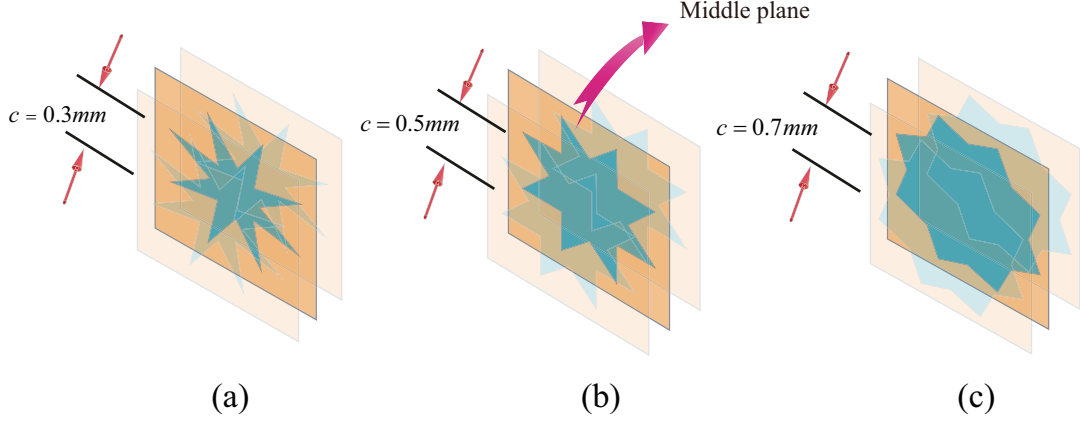 Middle plane
c = 0.3mm
c = 0.5mm
c = 0.7mm
(a)
(b)
(c)